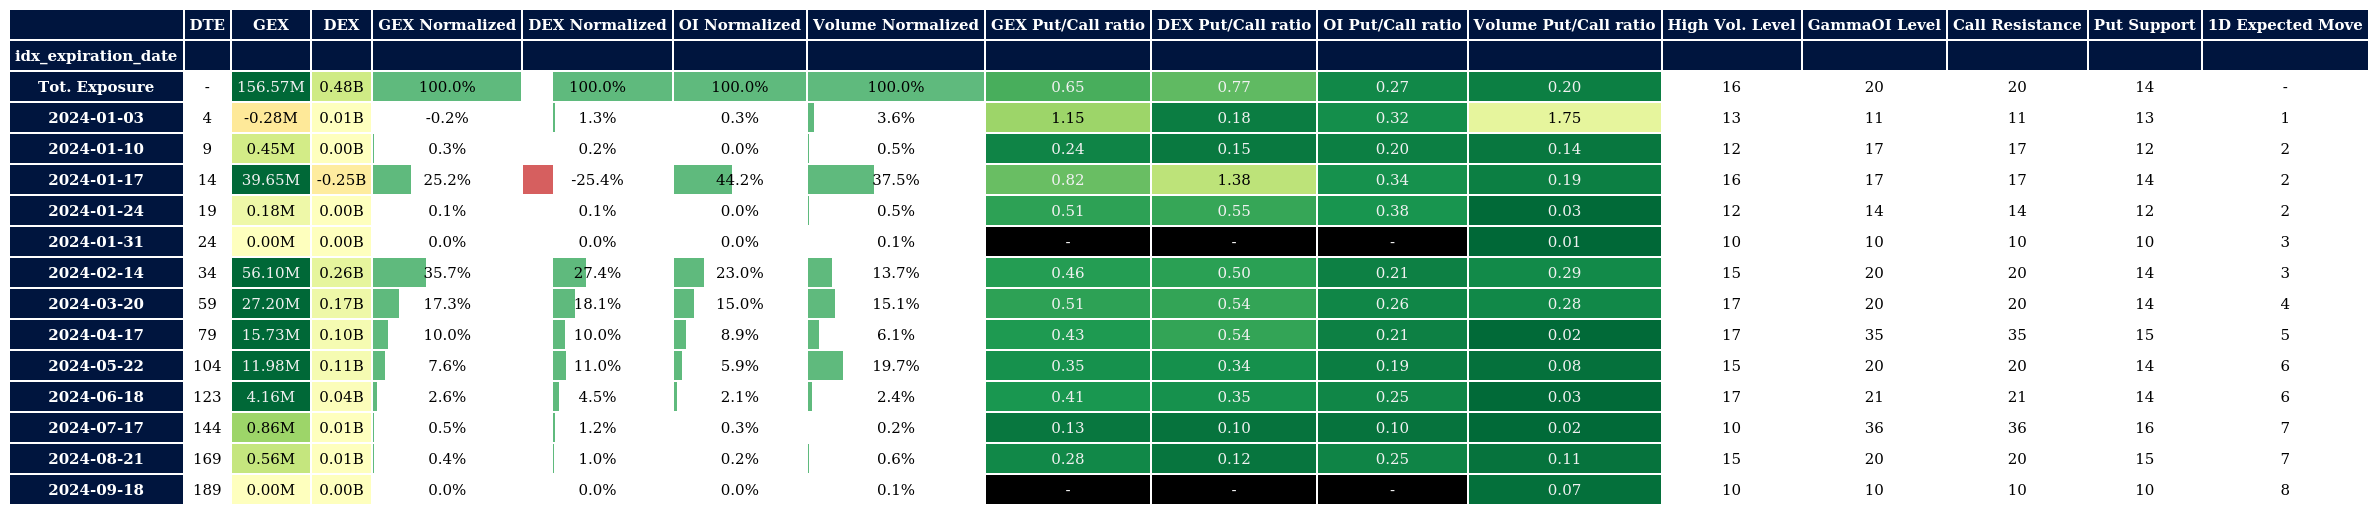 DTE GEX DEX GEX Normalized DEX Normalized OI Normalized Volume Normalized GEX Put/Call ratio DEX Put/Call ratio OI Put/Call ratio Volume Put/Call ratio High Vol. Level GammaOI Level Call Resistance Put Support 1D Expected Move
idx_expiration_date
Tot. Exposure - 156.57M 0.48B 100.0% 100.0% 100.0% 100.0% 0.65 0.77 0.27 0.20 16 20 20 14 -
2024-01-03 4 -0.28M 0.01B -0.2% 1.3% 0.3% 3.6% 1.15 0.18 0.32 1.75 13 11 11 13 1
2024-01-10 9 0.45M 0.00B 0.3% 0.2% 0.0% 0.5% 0.24 0.15 0.20 0.14 12 17 17 12 2
2024-01-17 14 39.65M -0.25B 25.2% -25.4% 44.2% 37.5% 0.82 1.38 0.34 0.19 16 17 17 14 2
2024-01-24 19 0.18M 0.00B 0.1% 0.1% 0.0% 0.5% 0.51 0.55 0.38 0.03 12 14 14 12 2
2024-01-31 24 0.00M 0.00B 0.0% 0.0% 0.0% 0.1% - - - 0.01 10 10 10 10 3
2024-02-14 34 56.10M 0.26B 35.7% 27.4% 23.0% 13.7% 0.46 0.50 0.21 0.29 15 20 20 14 3
2024-03-20 59 27.20M 0.17B 17.3% 18.1% 15.0% 15.1% 0.51 0.54 0.26 0.28 17 20 20 14 4
2024-04-17 79 15.73M 0.10B 10.0% 10.0% 8.9% 6.1% 0.43 0.54 0.21 0.02 17 35 35 15 5
2024-05-22 104 11.98M 0.11B 7.6% 11.0% 5.9% 19.7% 0.35 0.34 0.19 0.08 15 20 20 14 6
2024-06-18 123 4.16M 0.04B 2.6% 4.5% 2.1% 2.4% 0.41 0.35 0.25 0.03 17 21 21 14 6
2024-07-17 144 0.86M 0.01B 0.5% 1.2% 0.3% 0.2% 0.13 0.10 0.10 0.02 10 36 36 16 7
2024-08-21 169 0.56M 0.01B 0.4% 1.0% 0.2% 0.6% 0.28 0.12 0.25 0.11 15 20 20 15 7
2024-09-18 189 0.00M 0.00B 0.0% 0.0% 0.0% 0.1% - - - 0.07 10 10 10 10 8